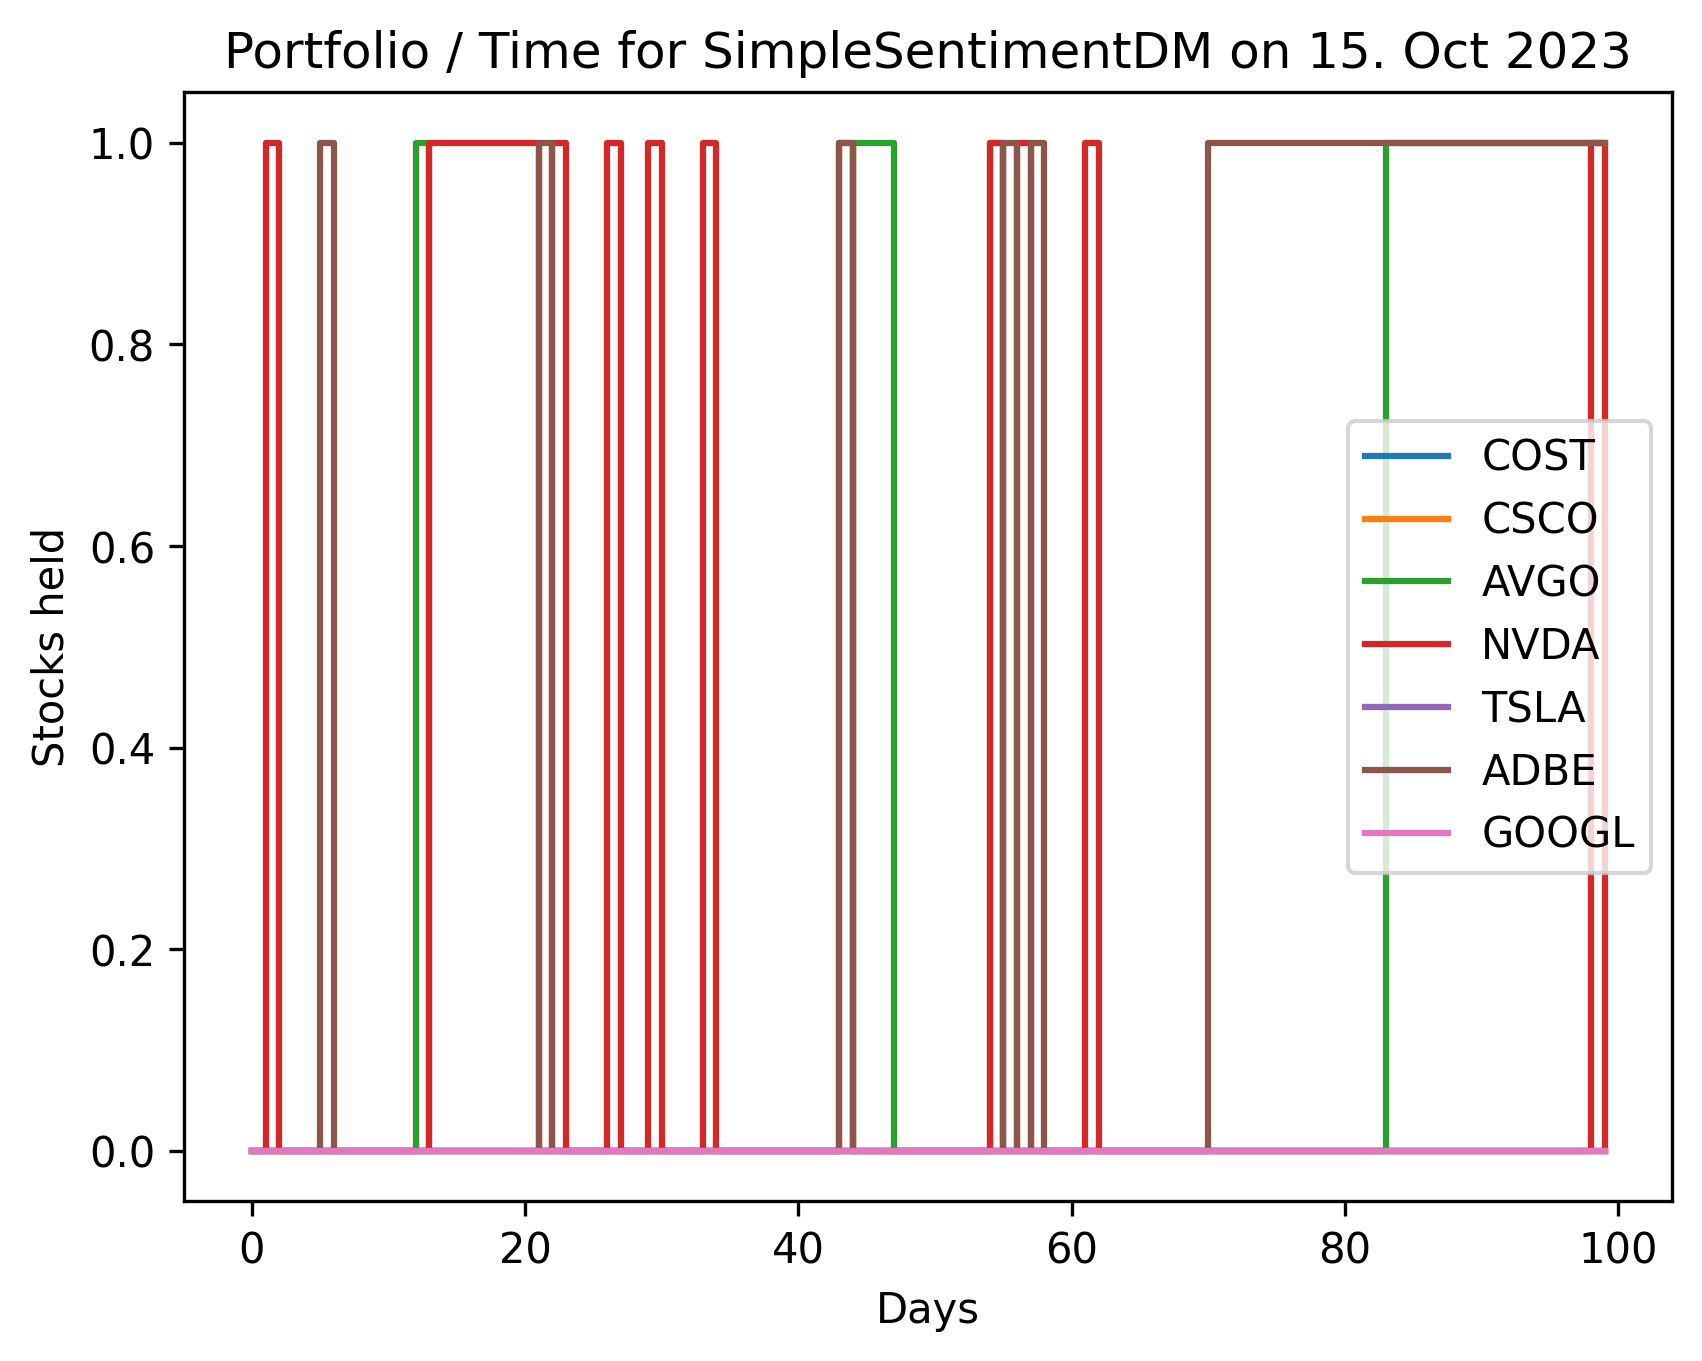 Portfolio / Time for SimpleSentimentDM on 15. Oct 2023
1.0
0.8
0.6
0.4
0.2
0.0
Stocks held
COST
CSCO
AVGO
NVDA
TSLA
ADBE
GOOGL
0 20 40 60 80 100
Days